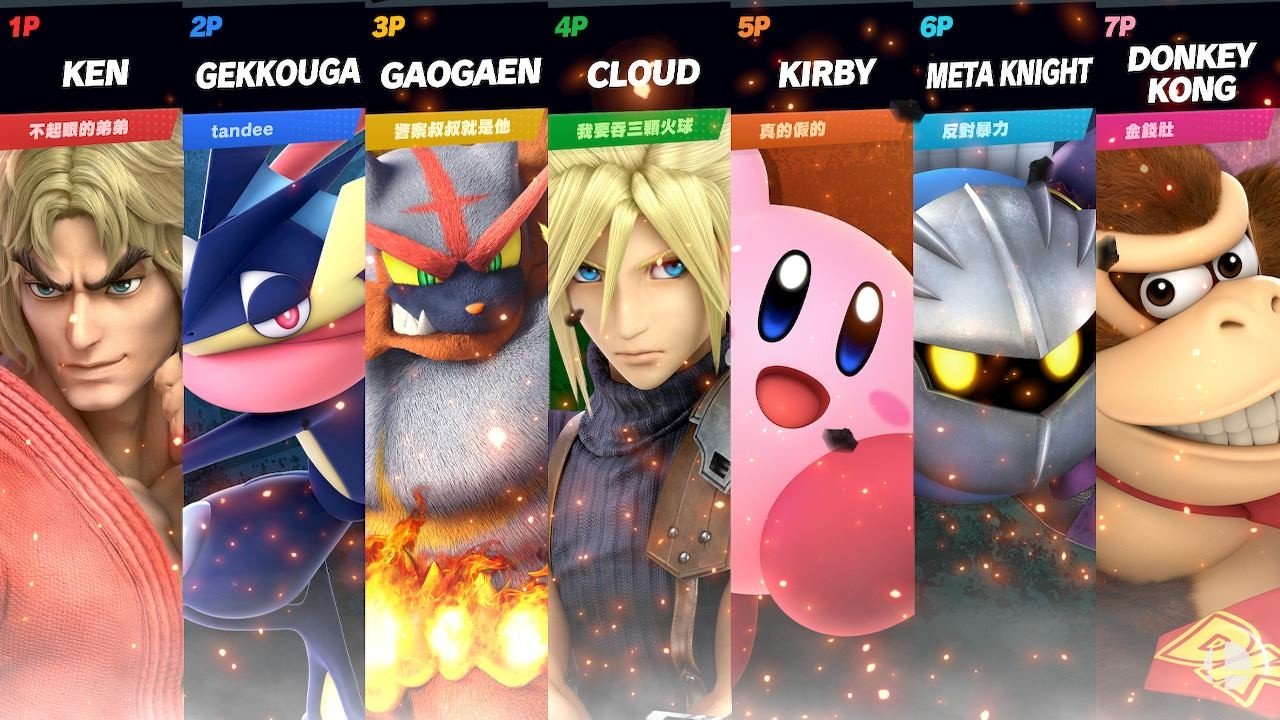 1P
KEN
不起眼的弟弟
2P
GEKKOUGA
tandee
3P
GAOGAEN
警察叔叔就是他
4P
CLOUD
我要吞三顆火球
5P
KIRBY
真的假的
6P
META KNIGHT
反對暴力
7P
DONKEY
KONG
金錢肚
DK